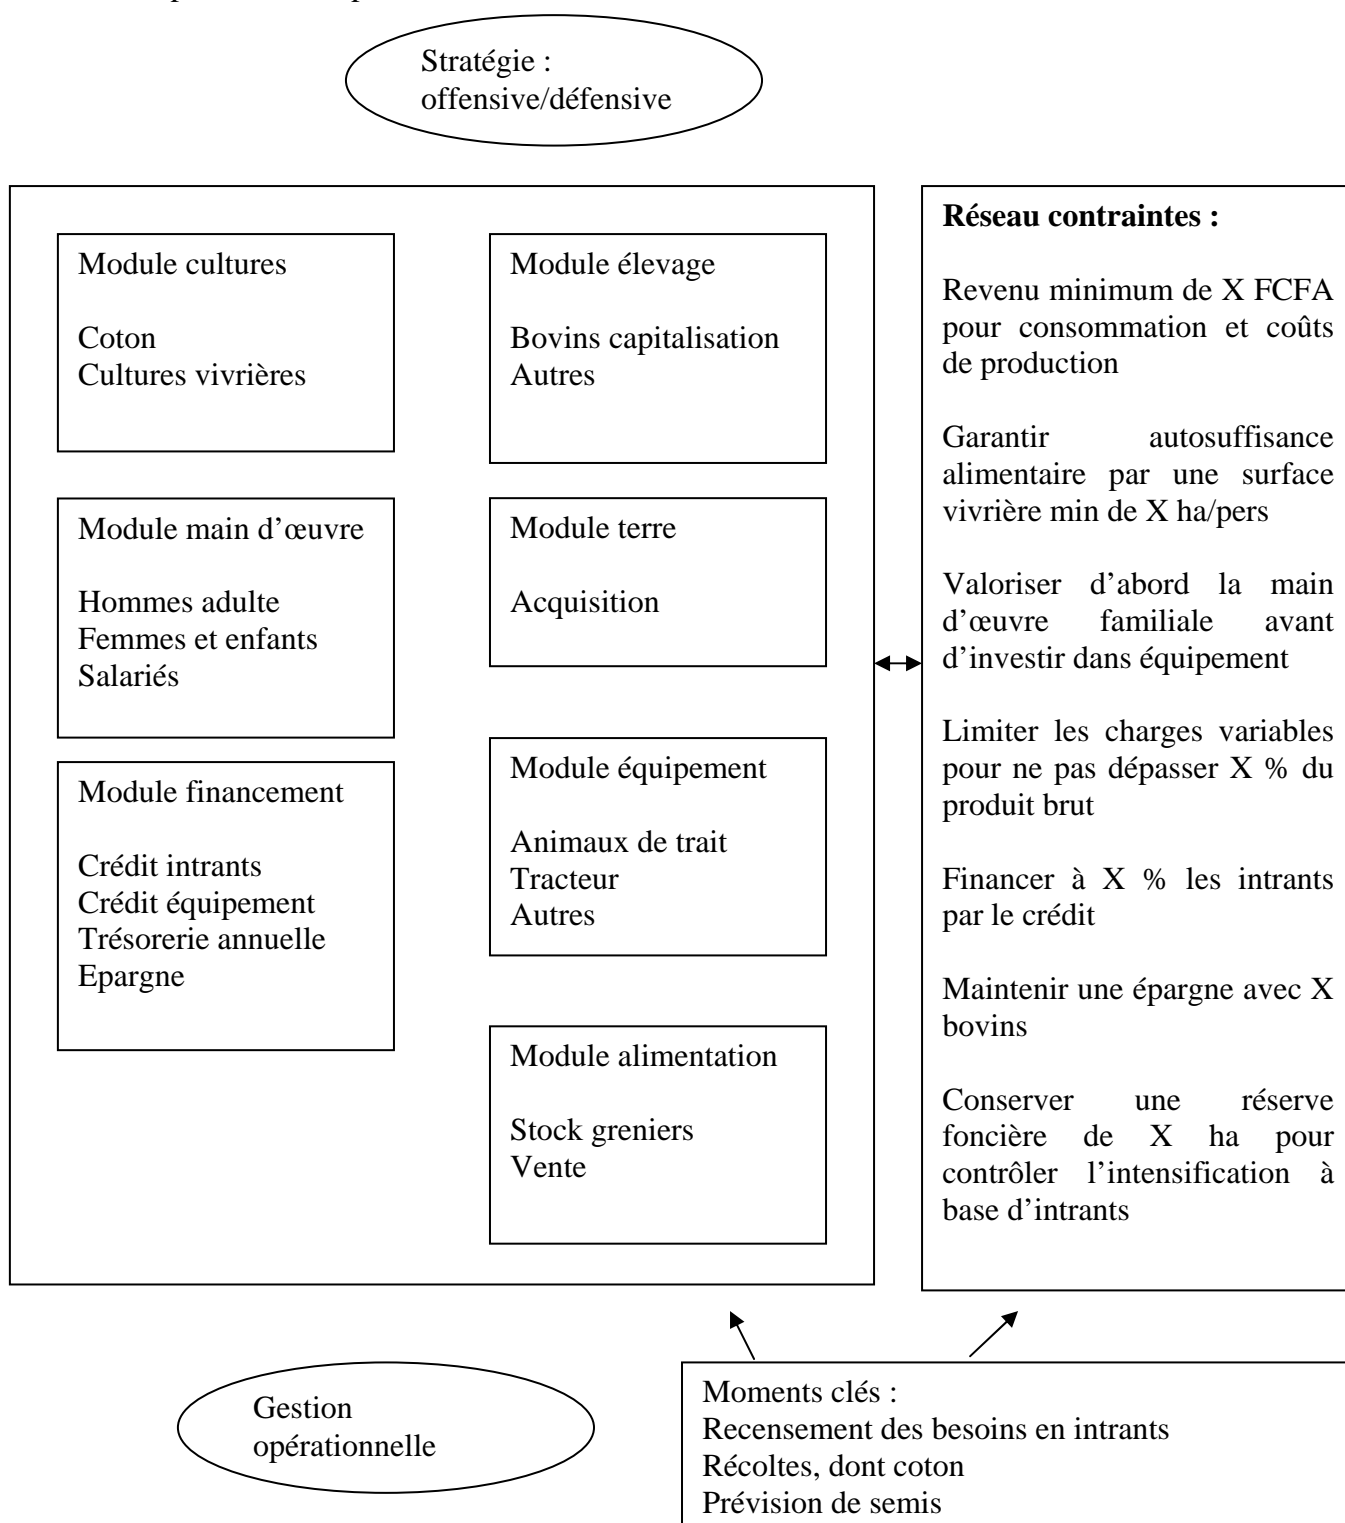 Stratégie :
offensive/défensive
Module cultures
Coton
Cultures vivrières
Module élevage
Bovins capitalisation
Autres
Module main d’œuvre
Hommes adulte
Femmes et enfants
Salariés
Module terre
Acquisition
Module financement
Crédit intrants
Crédit équipement
Trésorerie annuelle
Epargne
Module équipement
Animaux de trait
Tracteur
Autres
Module alimentation
Stock greniers
Vente
Réseau contraintes :
Revenu minimum de X FCFA
pour consommation et coûts
de production
Garantir autosuffisance
alimentaire par une surface
vivrière min de X ha/pers
Valoriser d’abord la main
d’œuvre familiale avant
d’investir dans équipement
Limiter les charges variables
pour ne pas dépasser X % du
produit brut
Financer à X % les intrants
par le crédit
Maintenir une épargne avec X
bovins
Conserver une réserve
foncière de X ha pour
contrôler l’intensification à
base d’intrants
Gestion
opérationnelle
Moments clés :
Recensement des besoins en intrants
Récoltes, dont coton
Prévision de semis